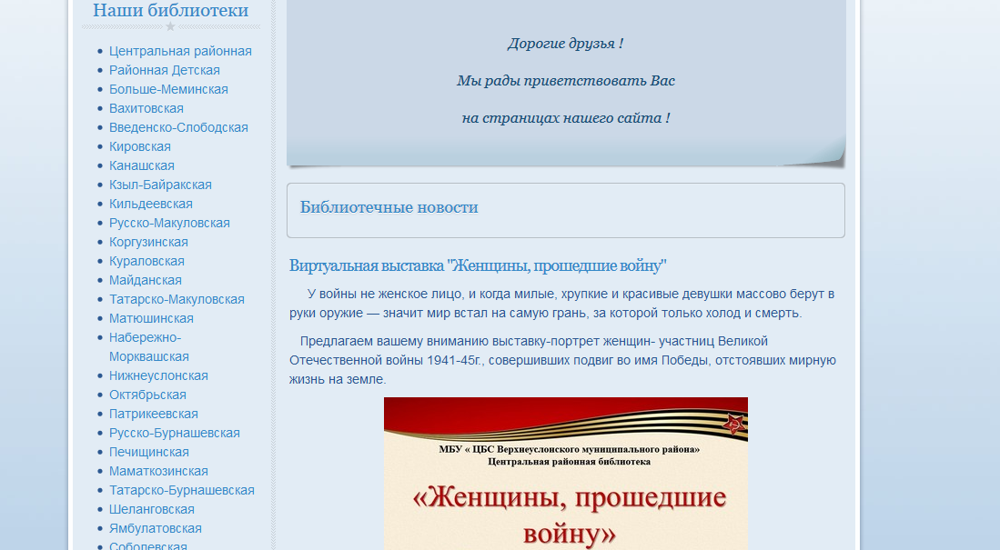 Наши библиотеки
Центральная районная
Районная Детская
Больше-Меминская
Вахитовская
Введенско-Слободская
Кировская
Канашская
Кзыл-Байракская
Кильдеевская
Русско-Макуловская
Коргузинская
Кураловская
Майданская
Татарско-Макуловская
Матюшинская
Набережно-
Морквашская
Нижнеуслонская
Октябрьская
Патрикеевская
Русско-Бурнашевская
Печищинская
Маматкозинская
Татарско-Бурнашевская
Шеланговская
Ямбулатовская
Соболевская
Дорогие друзья !
Мы рады приветствовать Вас
на страницах нашего сайта !
Библиотечные новости
Виртуальная выставка "Женщины, прошедшие войну"
У войны не женское лицо, и когда милые, хрупкие и красивые девушки массово берут в
руки оружие — значит мир встал на самую грань, за которой только холод и смерть.
Предлагаем вашему вниманию выставку-портрет женщин- участниц Великой
Отечественной войны 1941-45г., совершивших подвиг во имя Победы, отстоявших мирную
жизнь на земле.
МБУ « ЦБС Верхнеуслонского муниципального района»
Центральная районная библиотека
«Женщины, прошедшие
войну»